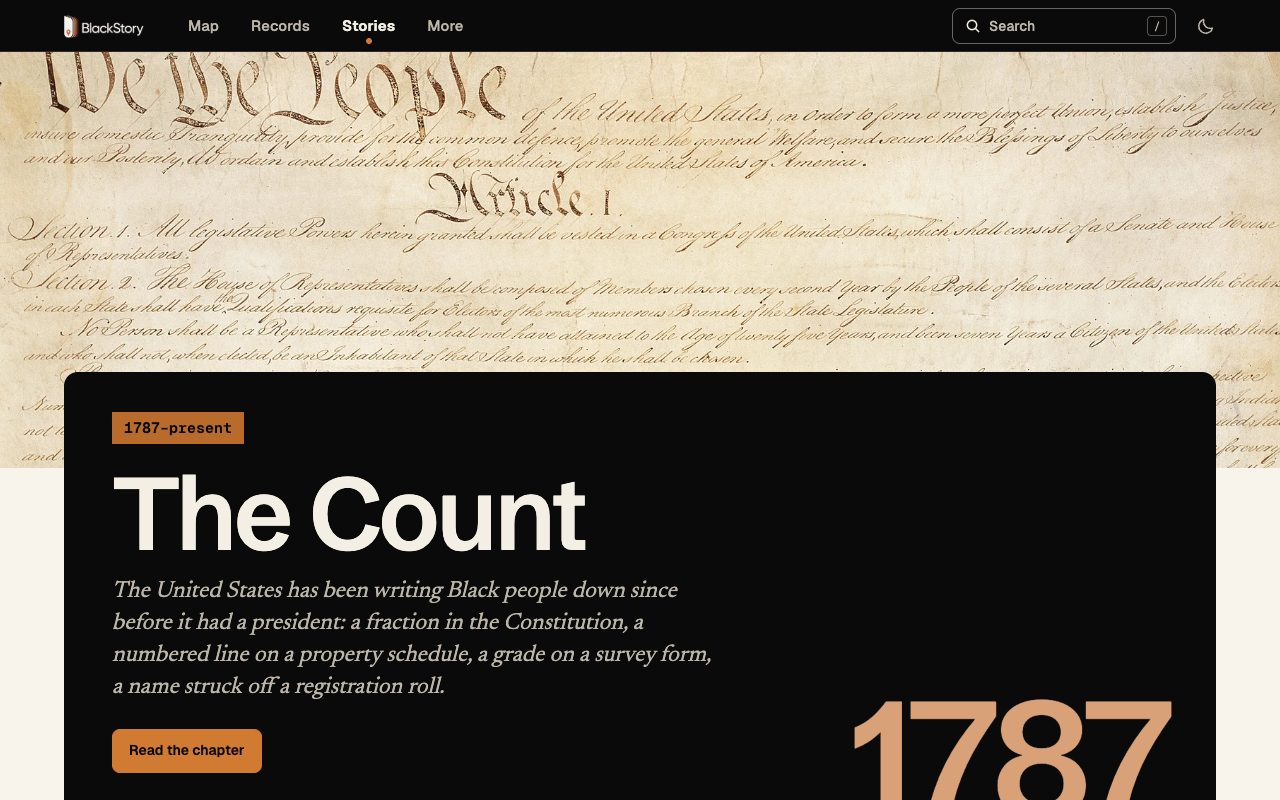 BlackStory
Map
Records
Stories
More
Search
/
We the People
of the United States, in Order to form a more perfect Union, establish Justice,
insure domestic Tranquility, provide for the common defence, promote the general Welfare, and secure the Blessings of Liberty to ourselves
and our Posterity, do ordain and establish this Constitution for the United States of America.
Article. I.
Section. 1. All legislative Powers herein granted shall be vested in a Congress of the United States, which shall consist of a Senate and House
of Representatives.
Section. 2. The House of Representatives shall be composed of Members chosen every second Year by the People of the several States, and the Electors
in each State shall have the Qualifications requisite for Electors of the most numerous Branch of the State Legislature.
No Person shall be a Representative who shall not have attained to the Age of twenty five Years, and been seven Years a Citizen of the United States,
and who shall not, when elected, be an Inhabitant of that State in which he shall be chosen.
1787–present
The Count
The United States has been writing Black people down since
before it had a president: a fraction in the Constitution, a
numbered line on a property schedule, a grade on a survey form,
a name struck off a registration roll.
Read the chapter
1787